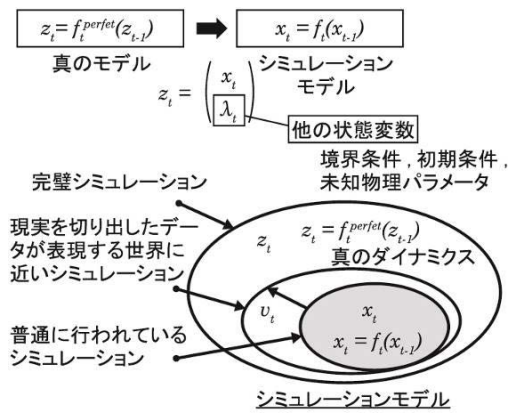 z_t=f_t^perfet(z_t-1)
x_t = f_t(x_t-1)
真のモデル
シミュレーション
モデル
z_t = (x_t
λ_t)
他の状態変数
境界条件 , 初期条件 ,
未知物理パラメータ
完璧シミュレーション
現実を切り出したデー
タが表現する世界に
近いシミュレーション
普通に行われている
シミュレーション
z_t z_t = f_t^perfet(z_t-1)
真のダイナミクス
υ_t
x_t
x_t = f_t(x_t-1)
シミュレーションモデル